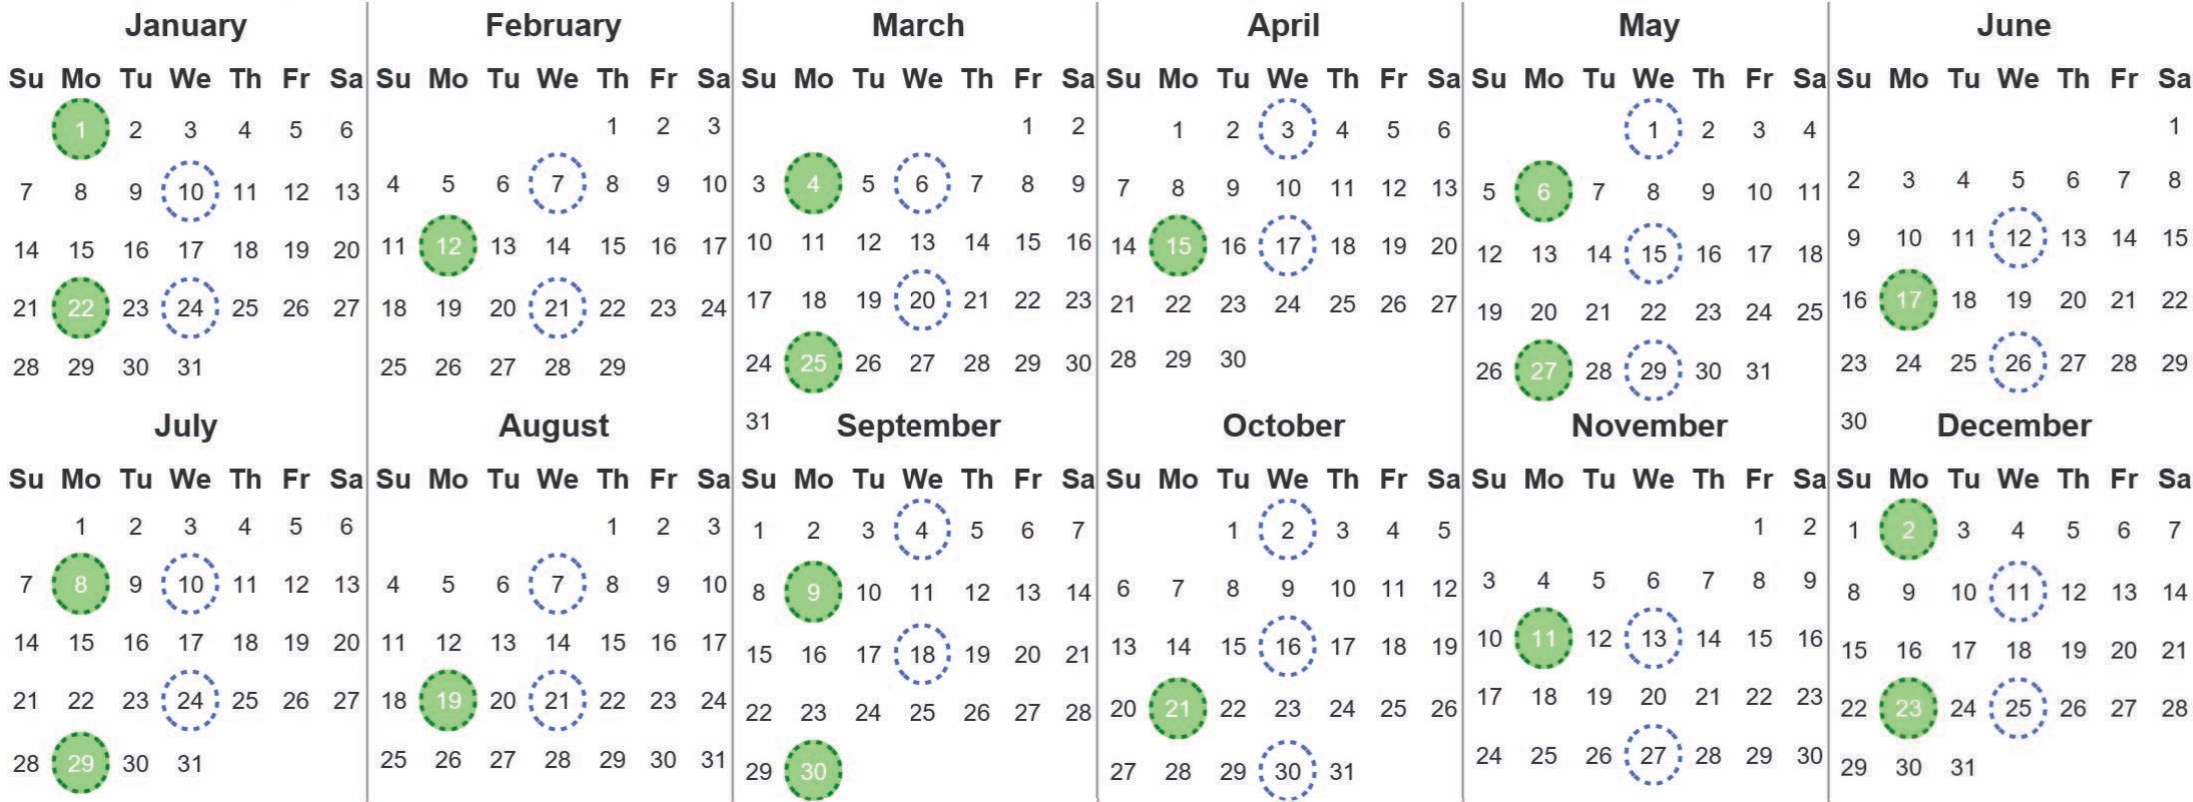 January February March April May June
Su Mo Tu We Th Fr Sa Su Mo Tu We Th Fr Sa Su Mo Tu We Th Fr Sa Su Mo Tu We Th Fr Sa Su Mo Tu We Th Fr Sa Su Mo Tu We Th Fr Sa
1 2 3 4 5 6 1 2 3 1 2 1 2 3 4 5 6 1 2 3 4 1
7 8 9 10 11 12 13 4 5 6 7 8 9 10 3 4 5 6 7 8 9 7 8 9 10 11 12 13 5 6 7 8 9 10 11 2 3 4 5 6 7 8
14 15 16 17 18 19 20 11 12 13 14 15 16 17 10 11 12 13 14 15 16 14 15 16 17 18 19 20 12 13 14 15 16 17 18 9 10 11 12 13 14 15
21 22 23 24 25 26 27 18 19 20 21 22 23 24 17 18 19 20 21 22 23 21 22 23 24 25 26 27 19 20 21 22 23 24 25 16 17 18 19 20 21 22
28 29 30 31 25 26 27 28 29 24 25 26 27 28 29 30 28 29 30 26 27 28 29 30 31 23 24 25 26 27 28 29
31 30
July August September October November December
Su Mo Tu We Th Fr Sa Su Mo Tu We Th Fr Sa Su Mo Tu We Th Fr Sa Su Mo Tu We Th Fr Sa Su Mo Tu We Th Fr Sa Su Mo Tu We Th Fr Sa
1 2 3 4 5 6 1 2 3 1 2 3 4 5 6 7 1 2 3 4 5 1 2 1 2 3 4 5 6 7
7 8 9 10 11 12 13 4 5 6 7 8 9 10 8 9 10 11 12 13 14 6 7 8 9 10 11 12 3 4 5 6 7 8 9 8 9 10 11 12 13 14
14 15 16 17 18 19 20 11 12 13 14 15 16 17 15 16 17 18 19 20 21 13 14 15 16 17 18 19 10 11 12 13 14 15 16 15 16 17 18 19 20 21
21 22 23 24 25 26 27 18 19 20 21 22 23 24 22 23 24 25 26 27 28 20 21 22 23 24 25 26 17 18 19 20 21 22 23 22 23 24 25 26 27 28
28 29 30 31 25 26 27 28 29 30 31 29 30 27 28 29 30 31 24 25 26 27 28 29 30 29 30 31